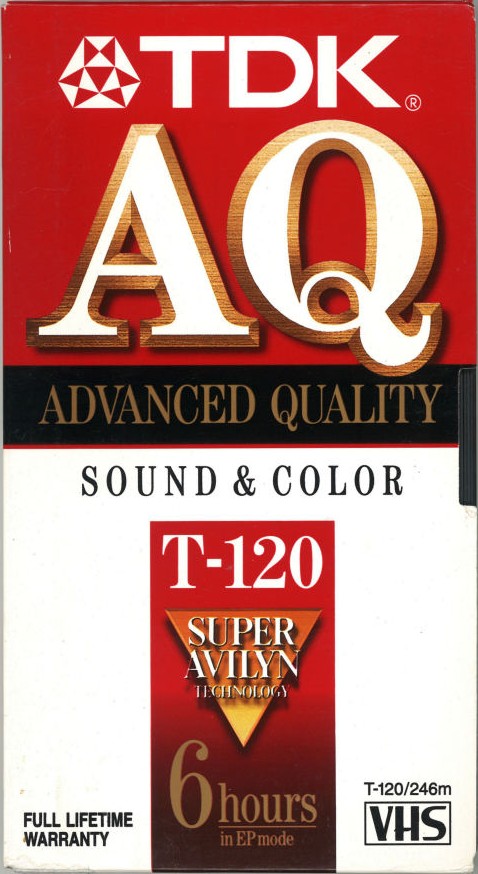 TDK®
AQ
ADVANCED QUALITY
SOUND & COLOR
T-120
SUPER
AVILYN
TECHNOLOGY
6 hours
in EP mode
T-120/246m
VHS
FULL LIFETIME
WARRANTY